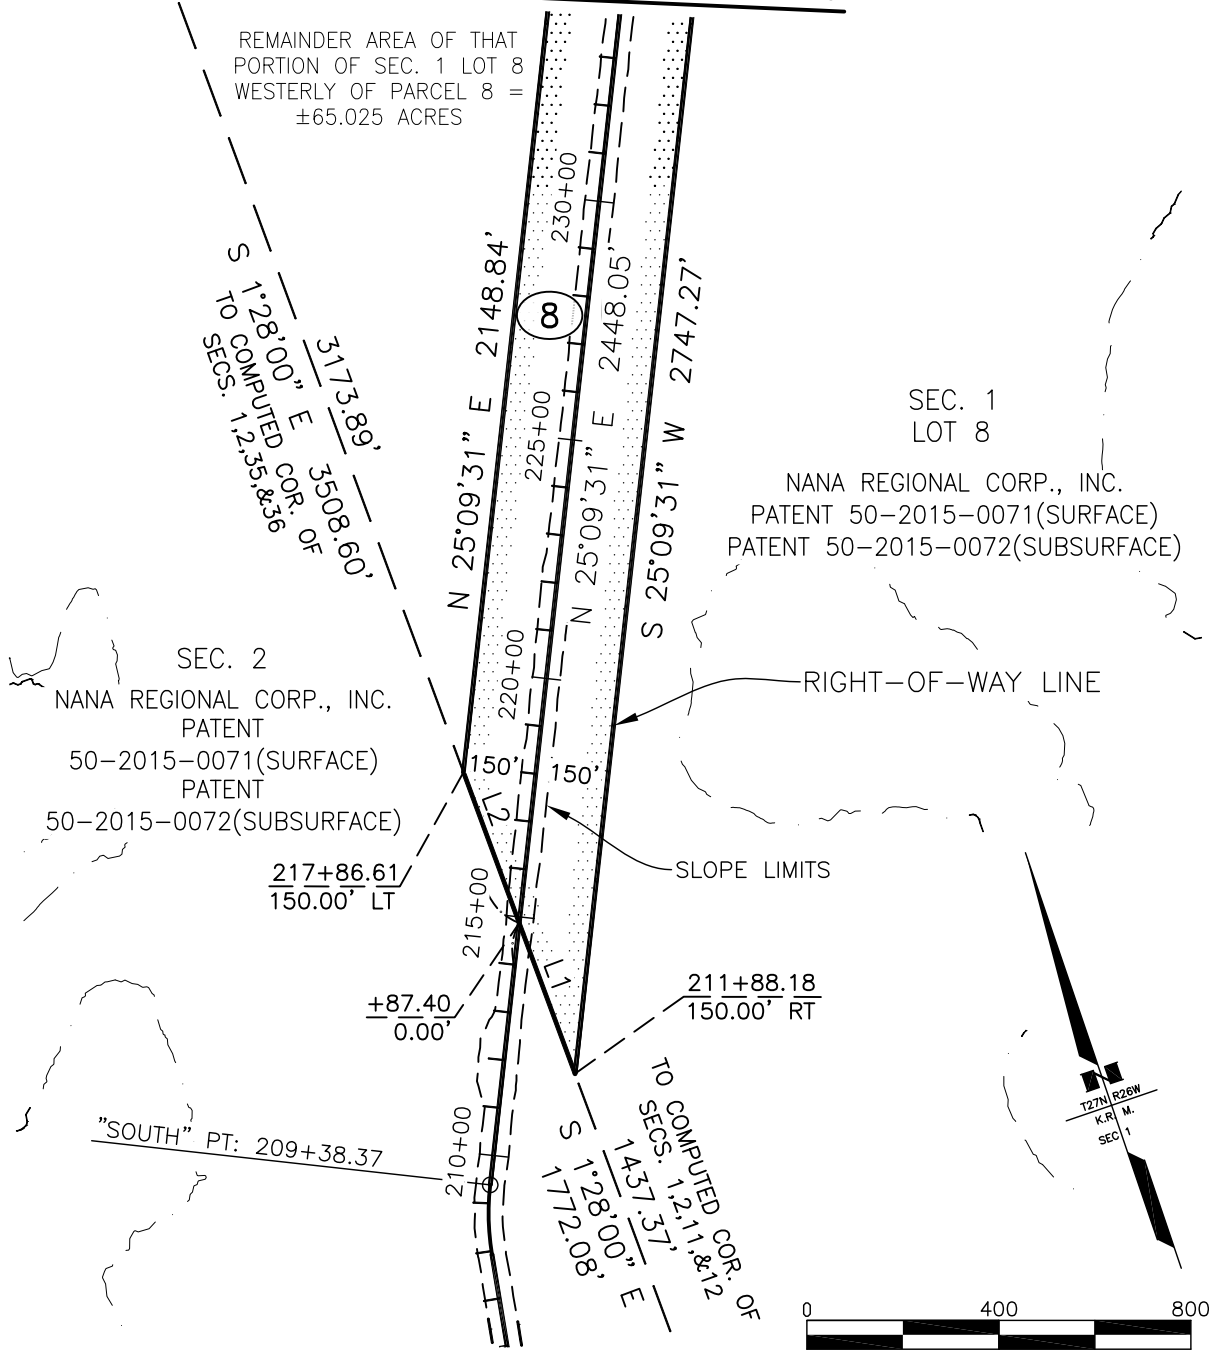 REMAINDER AREA OF THAT
PORTION OF SEC. 1 LOT 8
WESTERLY OF PARCEL 8 =
±65.025 ACRES
S 1°28'00" E 3508.60'
3173.89'
TO COMPUTED COR. OF
SECS. 1,2,35,&36
N 25°09'31" E 2148.84'
8
230+00
225+00
220+00
215+00
210+00
N 25°09'31" E 2448.05'
S 25°09'31" W 2747.27'
SEC. 1
LOT 8
NANA REGIONAL CORP., INC.
PATENT 50-2015-0071(SURFACE)
PATENT 50-2015-0072(SUBSURFACE)
SEC. 2
NANA REGIONAL CORP., INC.
PATENT
50-2015-0071(SURFACE)
PATENT
50-2015-0072(SUBSURFACE)
RIGHT-OF-WAY LINE
150' 150'
L2
SLOPE LIMITS
217+86.61
150.00' LT
L1
+87.40
0.00'
211+88.18
150.00' RT
"SOUTH" PT: 209+38.37
TO COMPUTED COR. OF
SECS. 1,2,11,&12
1437.37'
S 1°28'00" E
1772.08'
N
T27N R26W
K.R. M.
SEC 1
0 400 800